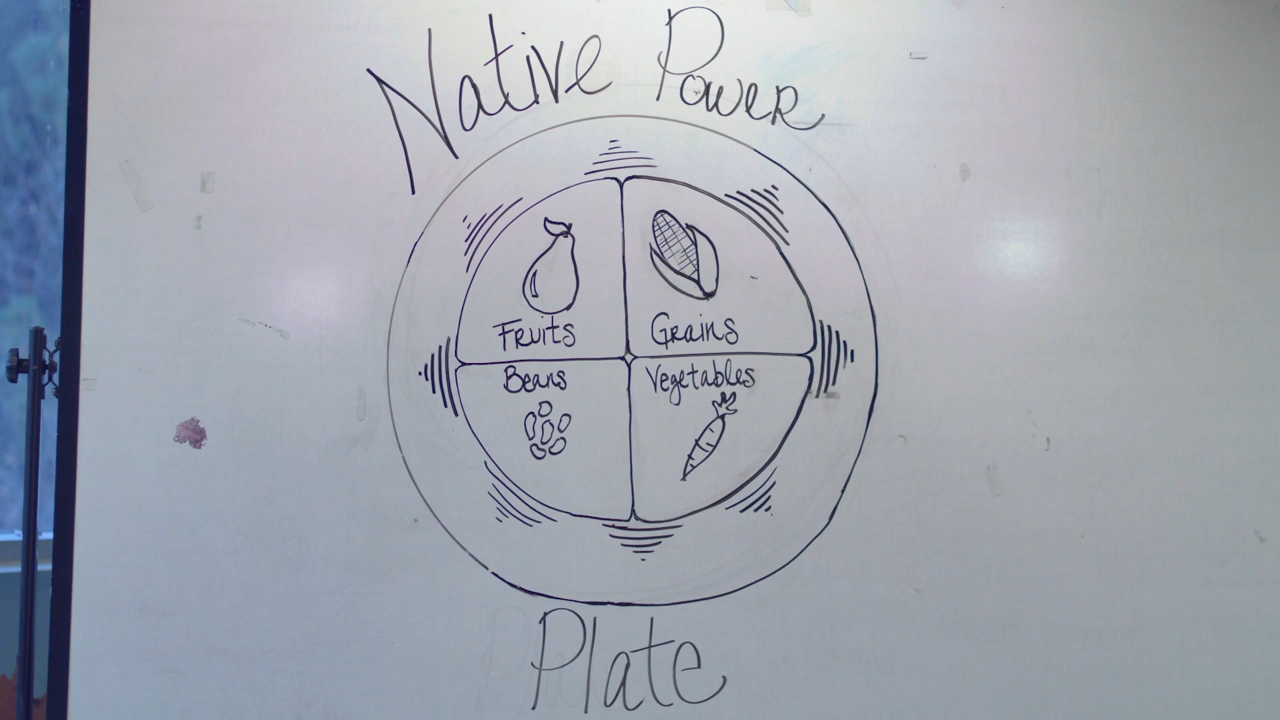 Native Power
Fruits
Grains
Beans
Vegetables
Plate